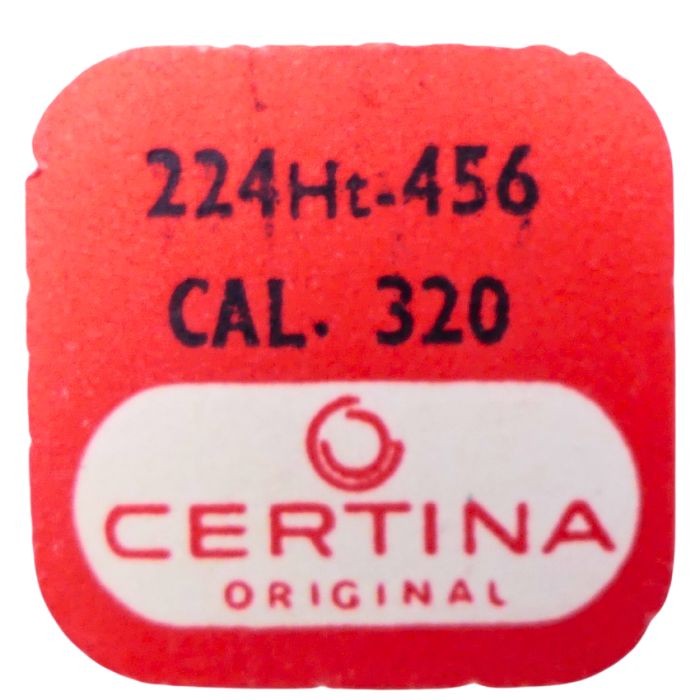 224Ht-456
CAL. 320
CERTINA
ORIGINAL